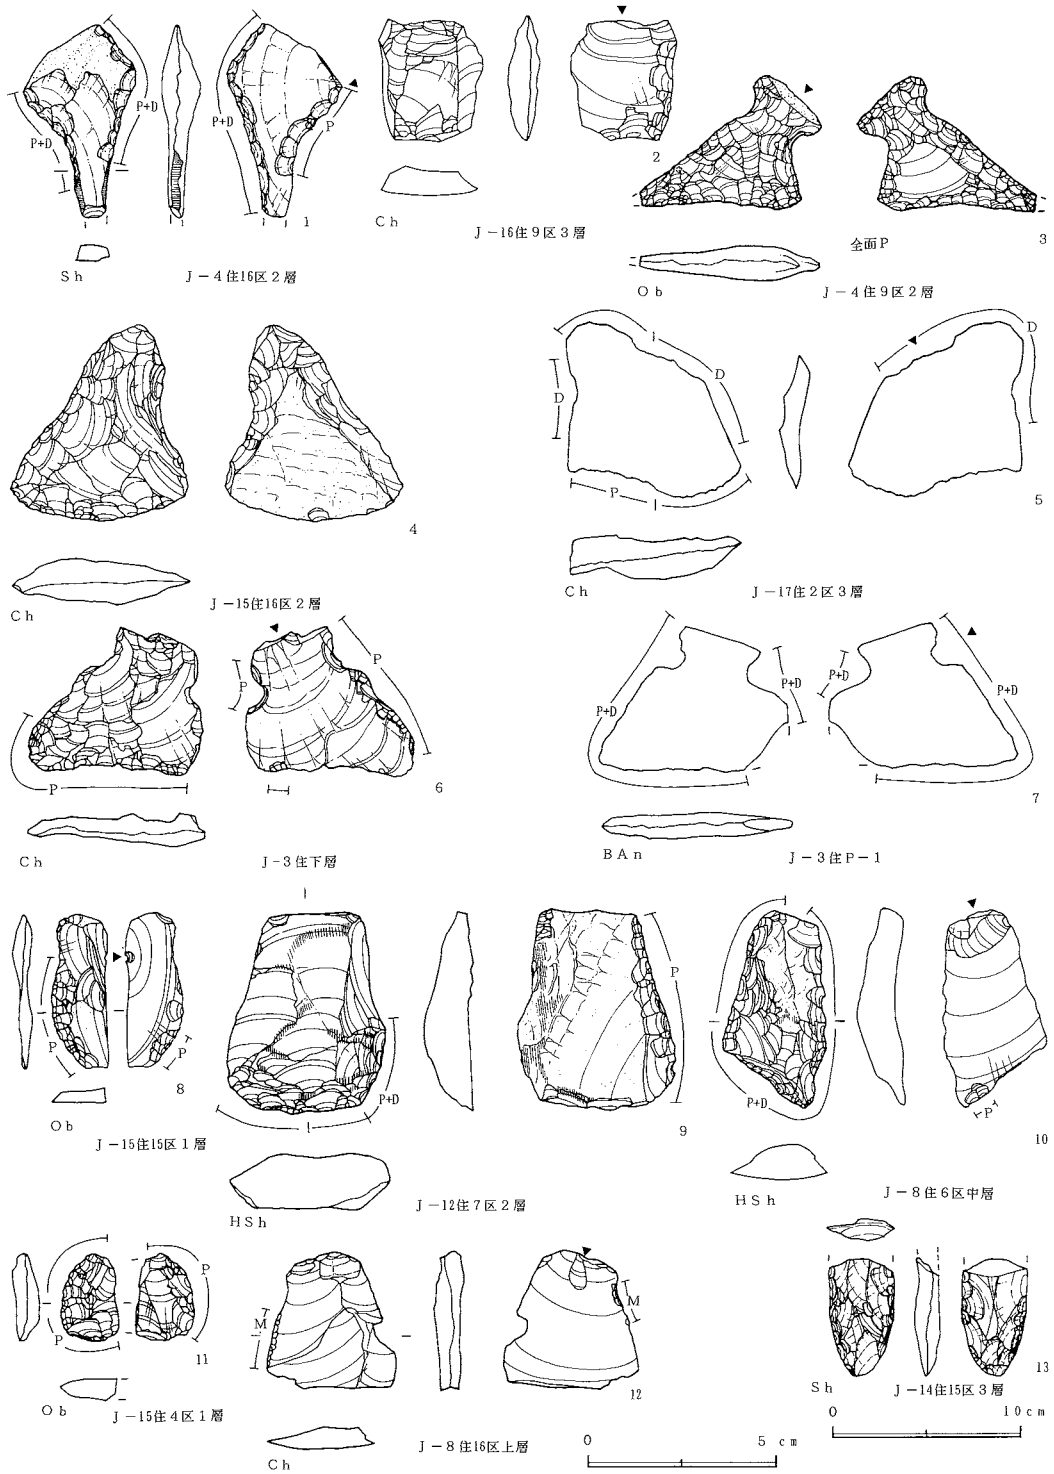 P+D
P+D
P+D
P
1
Sh
J－4住16区2層
2
Ch
J－16住9区3層
3
全面P
Ob
J－4住9区2層
4
Ch
J－15住16区2層
D
D
P
D
5
Ch
J－17住2区3層
P
P
P
6
Ch
J－3住下層
P+D
P+D
P+D
P+D
7
BAn
J－3住P－1
P
P
8
Ob
J－15住15区1層
P+D
P
9
HSh
J－12住7区2層
P+D
P
10
HSh
J－8住6区中層
P
P
11
Ob
J－15住4区1層
M
M
12
Ch
J－8住16区上層
13
Sh
J－14住15区3層
0 5cm
0 10cm